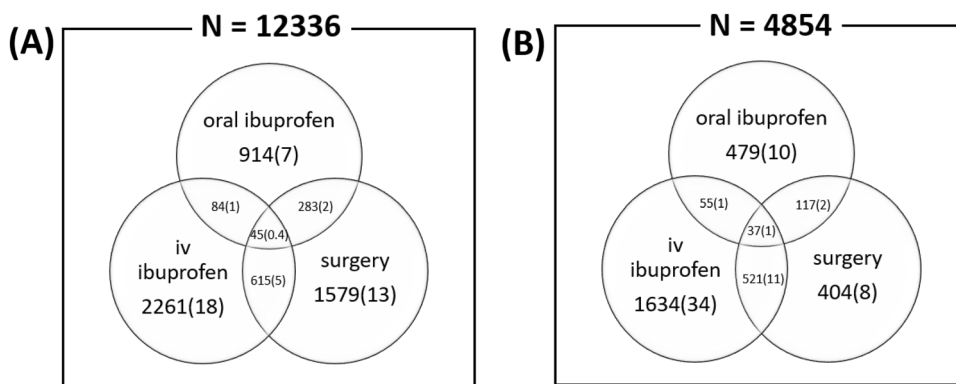 (A)
N = 12336
oral ibuprofen
914(7)
84(1)
283(2)
45(0.4)
iv
ibuprofen
2261(18)
615(5)
surgery
1579(13)
(B)
N = 4854
oral ibuprofen
479(10)
55(1)
117(2)
37(1)
iv
ibuprofen
1634(34)
521(11)
surgery
404(8)